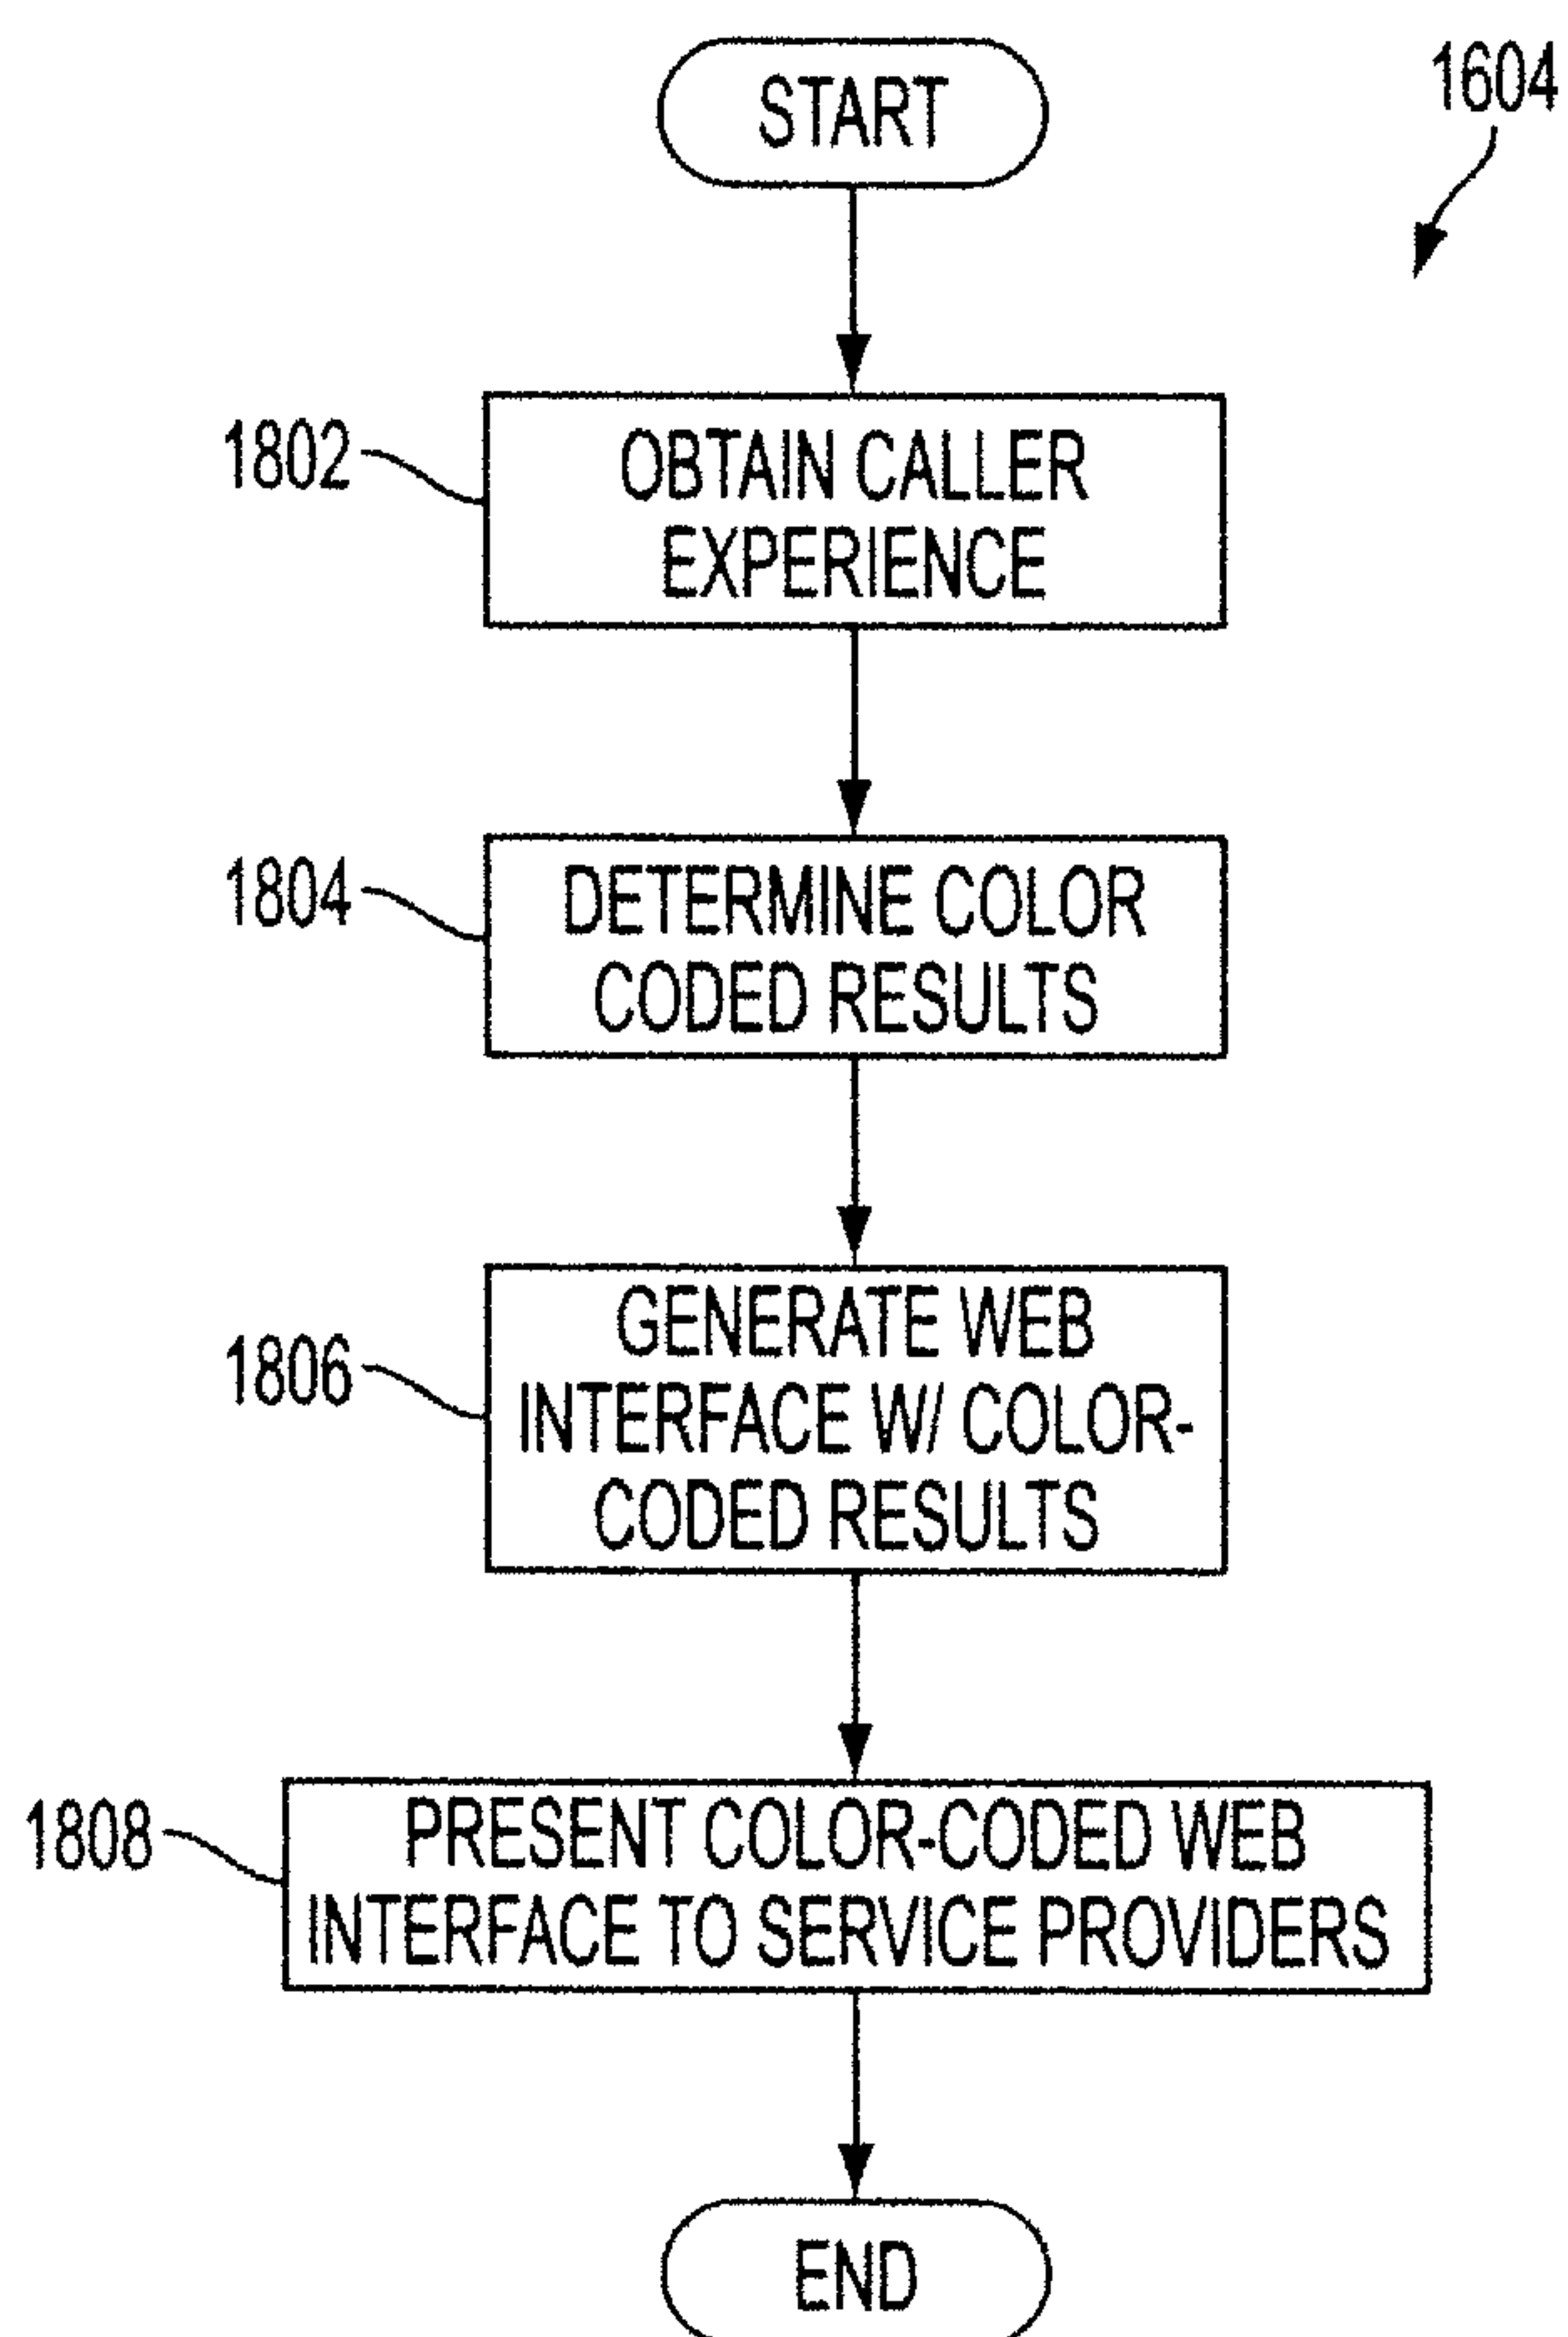 START
1604
1802
OBTAIN CALLER
EXPERIENCE
1804
DETERMINE COLOR
CODED RESULTS
1806
GENERATE WEB
INTERFACE W/ COLOR-
CODED RESULTS
1808
PRESENT COLOR-CODED WEB
INTERFACE TO SERVICE PROVIDERS
END